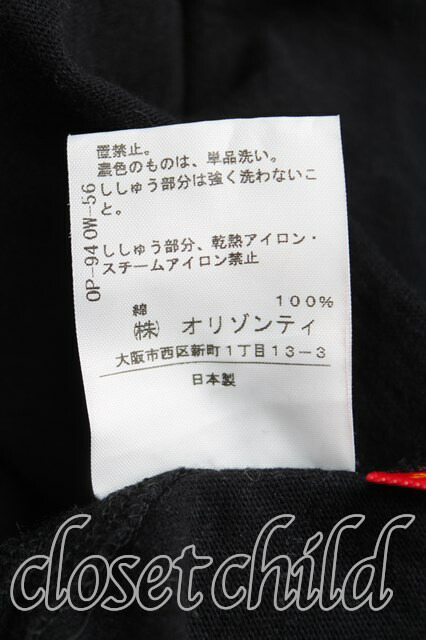 置禁止。
濃色のものは、単品洗い。
ししゅう部分は強く洗わないこ
と。
ししゅう部分、乾熱アイロン・
スチームアイロン禁止
綿 100%
㈱ オリゾンティ
大阪市西区新町1丁目13-3
日本製
OP-940W-56
closet child